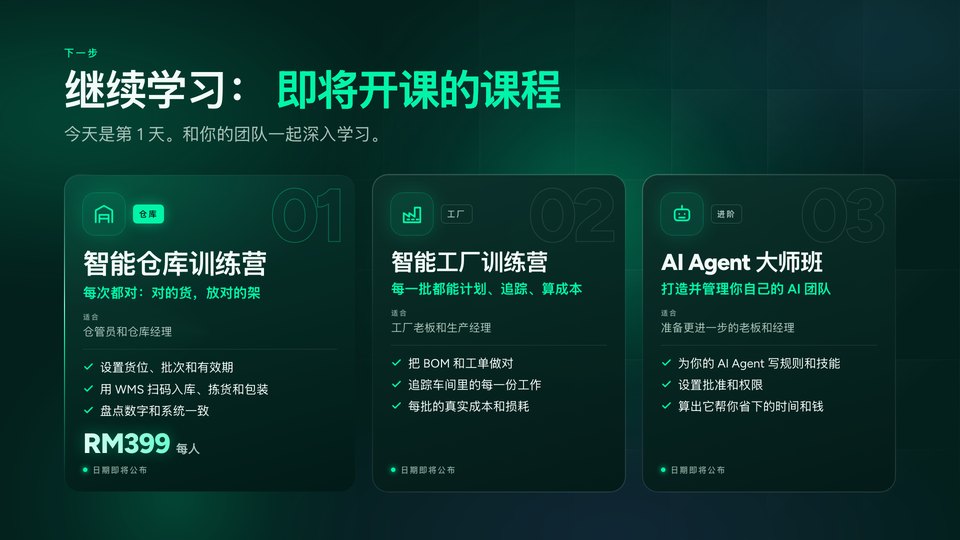 下一步
继续学习： 即将开课的课程
今天是第 1 天。和你的团队一起深入学习。
仓库
01
智能仓库训练营
每次都对：对的货，放对的架
适合
仓管员和仓库经理
设置货位、批次和有效期
用 WMS 扫码入库、拣货和包装
盘点数字和系统一致
RM399 每人
日期即将公布
工厂
02
智能工厂训练营
每一批都能计划、追踪、算成本
适合
工厂老板和生产经理
把 BOM 和工单做对
追踪车间里的每一份工作
每批的真实成本和损耗
日期即将公布
进阶
03
AI Agent 大师班
打造并管理你自己的 AI 团队
适合
准备更进一步的老板和经理
为你的 AI Agent 写规则和技能
设置批准和权限
算出它帮你省下的时间和钱
日期即将公布